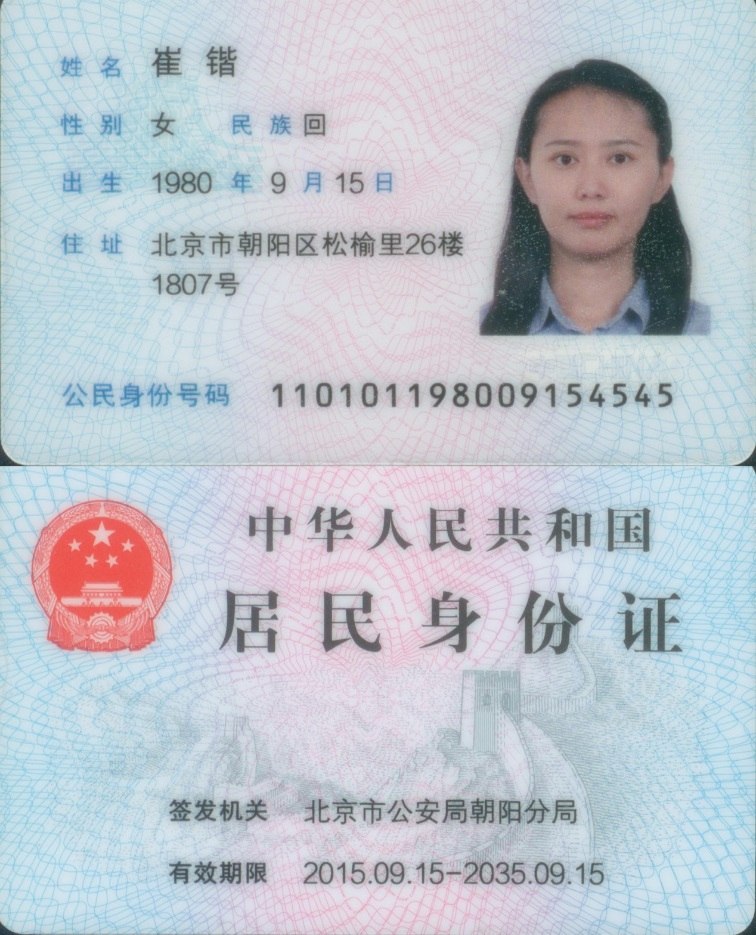 姓名 崔锴
性别 女 民族 回
出生 1980 年 9 月 15 日
住址 北京市朝阳区松榆里26楼
1807号
公民身份号码 110101198009154545
中华人民共和国
居民身份证
签发机关 北京市公安局朝阳分局
有效期限 2015.09.15-2035.09.15